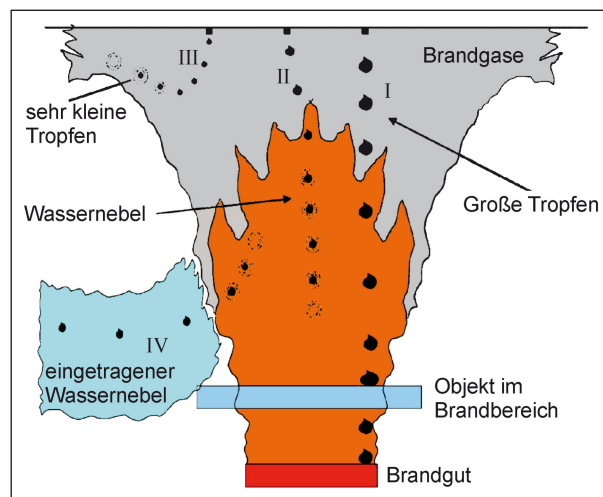 III
II
I
Brandgase
sehr kleine
Tropfen
Wassernebel
Große Tropfen
IV
eingetragener
Wassernebel
Objekt im
Brandbereich
Brandgut